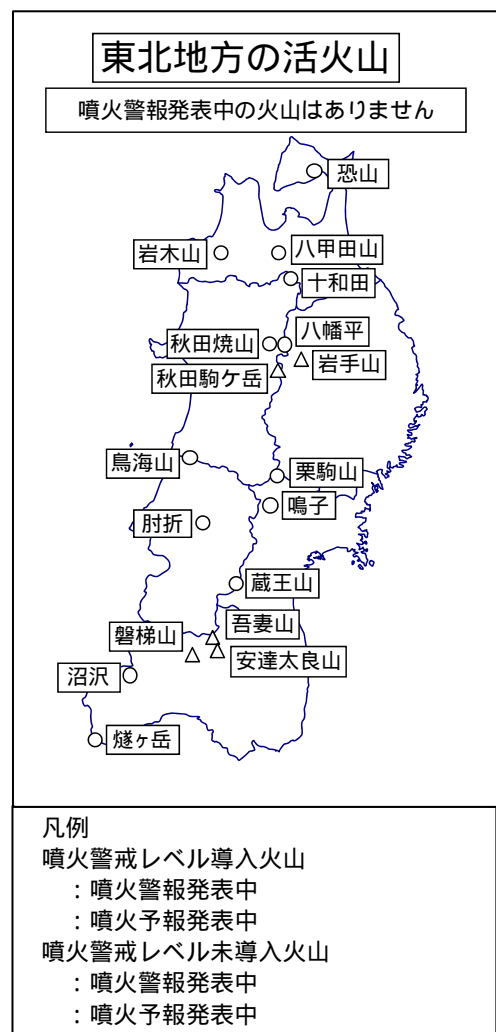 東北地方の活火山
噴火警報発表中の火山はありません
恐山
岩木山
八甲田山
十和田
秋田焼山
八幡平
岩手山
秋田駒ケ岳
鳥海山
栗駒山
鳴子
肘折
蔵王山
吾妻山
磐梯山
安達太良山
沼沢
燧ヶ岳
凡例
噴火警戒レベル導入火山
：噴火警報発表中
：噴火予報発表中
噴火警戒レベル未導入火山
：噴火警報発表中
：噴火予報発表中